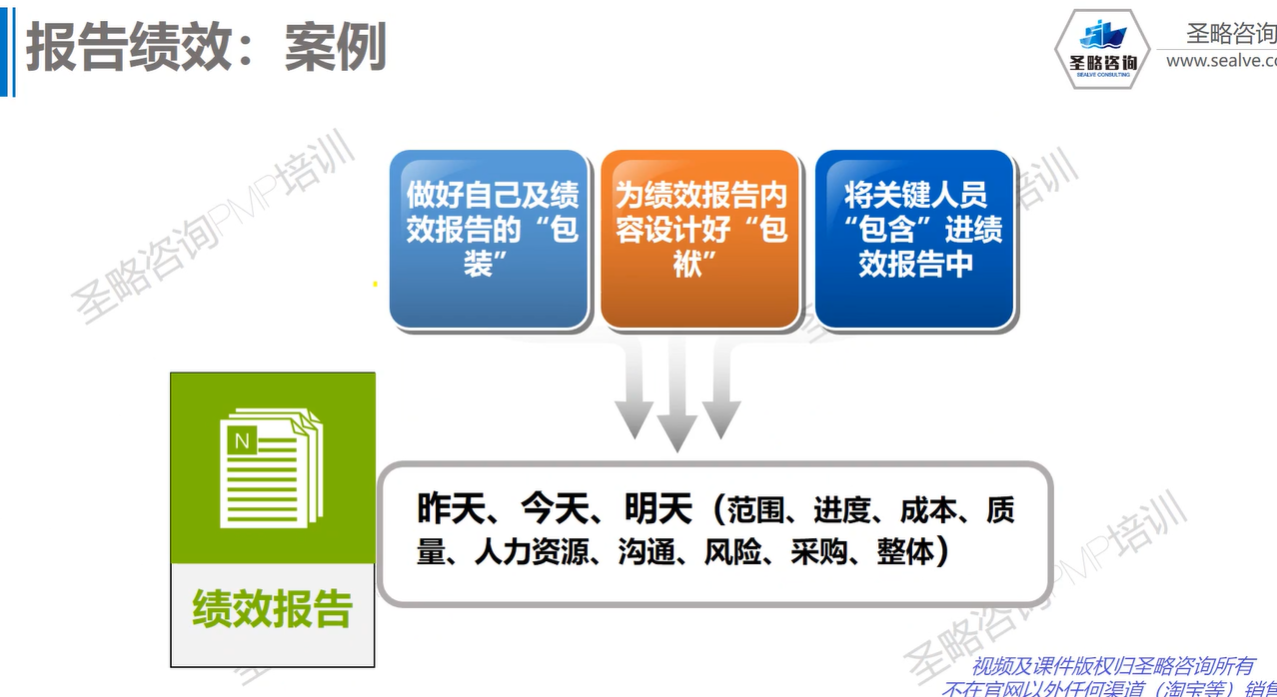 报告绩效：案例
圣略咨询
SEALVE CONSULTING
圣略咨询
www.sealve.co
圣略咨询PMP培训
培训
做好自己及绩
效报告的“包
装”
为绩效报告内
容设计好“包
袱”
将关键人员
“包含”进绩
效报告中
N
绩效报告
昨天、今天、明天（范围、进度、成本、质
量、人力资源、沟通、风险、采购、整体）
圣略咨询PMP培训
视频及课件版权归圣略咨询所有
不在官网以外任何渠道（淘宝等）销售